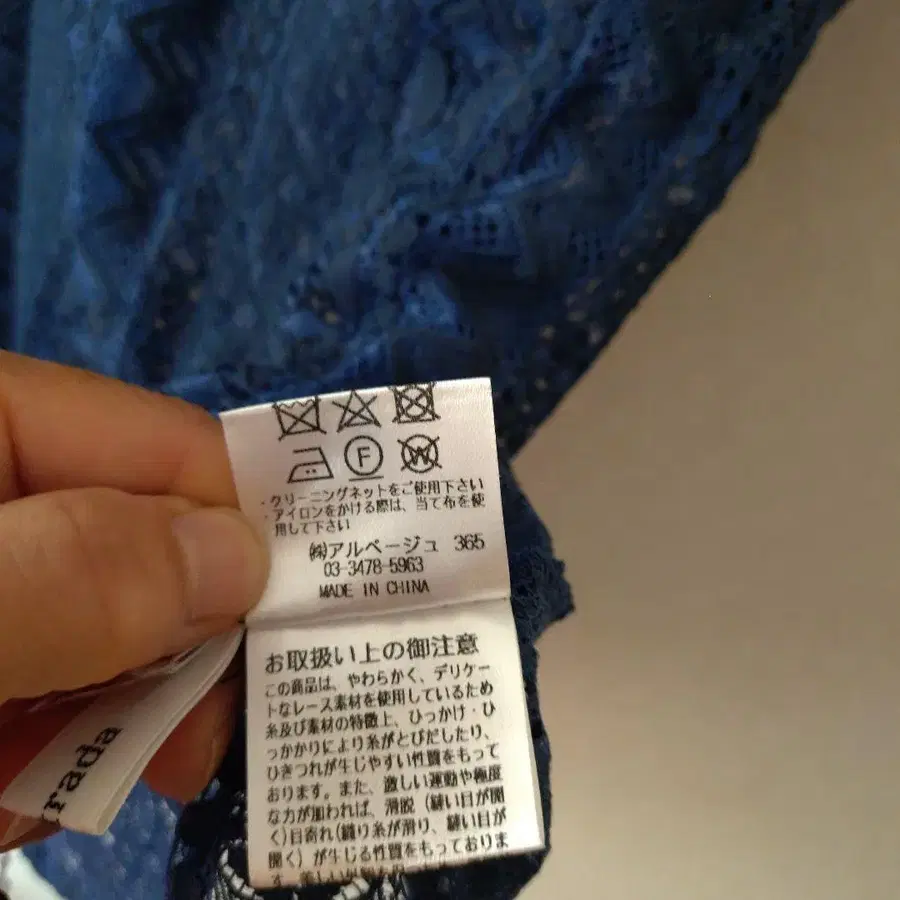 F
W
・クリーニングネットをご使用下さい
・アイロンをかける際は、当て布を使
用して下さい
㈱アルページュ 365
03-3478-5963
MADE IN CHINA
お取扱い上の御注意
この商品は、やわらかく、デリケー
トなレース素材を使用しているため
糸及び素材の特徴上、ひっかけ・ひ
っかかりにより糸がとびだしたり、
ひきつれが生じやすい性質をもって
おります。また、激しい運動や極度
な力が加われば、滑脱（縫い目が開
く）目寄れ(縫り糸が滑り、縫い目が
開く）が生じる性質をもっておりま
す。美しい